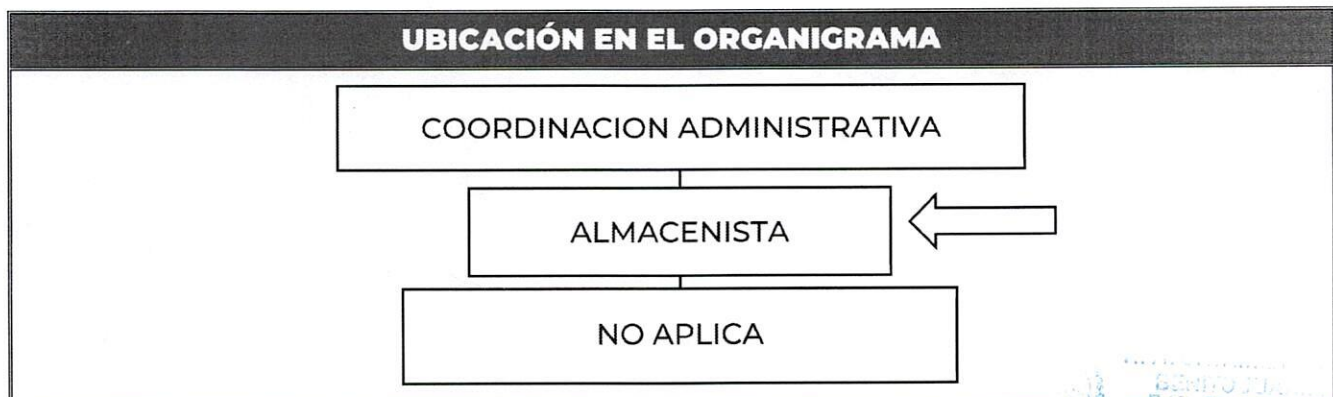 UBICACIÓN EN EL ORGANIGRAMA
COORDINACION ADMINISTRATIVA
ALMACENISTA
NO APLICA